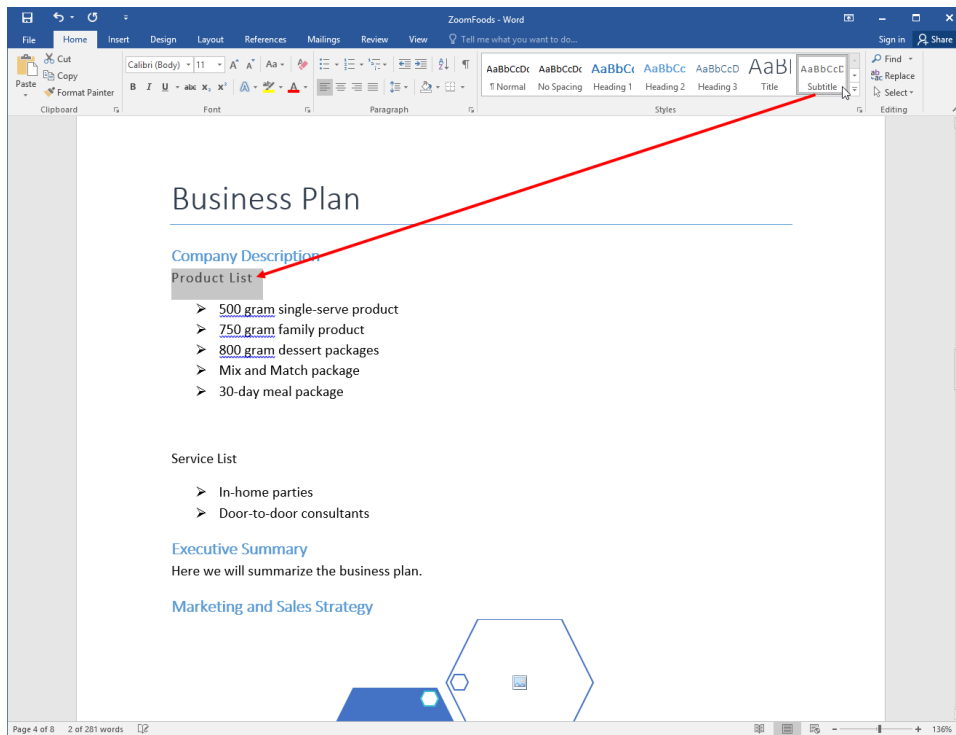 ZoomFoods - Word
File Home Insert Design Layout References Mailings Review View Tell me what you want to do... Sign in Share
Paste
Cut
Copy
Format Painter
Clipboard
Calibri (Body) 11 A A Aa
B I U abc X₂ X² A A
Font
Paragraph
AaBbCcDc AaBbCcDc AaBbC AaBbCc AaBbCcD AaB AaBbCcD
¶ Normal No Spacing Heading 1 Heading 2 Heading 3 Title Subtitle
Styles
Find
Replace
Select
Editing
Business Plan
Company Description
Product List
➢ 500 gram single-serve product
➢ 750 gram family product
➢ 800 gram dessert packages
➢ Mix and Match package
➢ 30-day meal package
Service List
➢ In-home parties
➢ Door-to-door consultants
Executive Summary
Here we will summarize the business plan.
Marketing and Sales Strategy
Page 4 of 8 2 of 281 words 136%